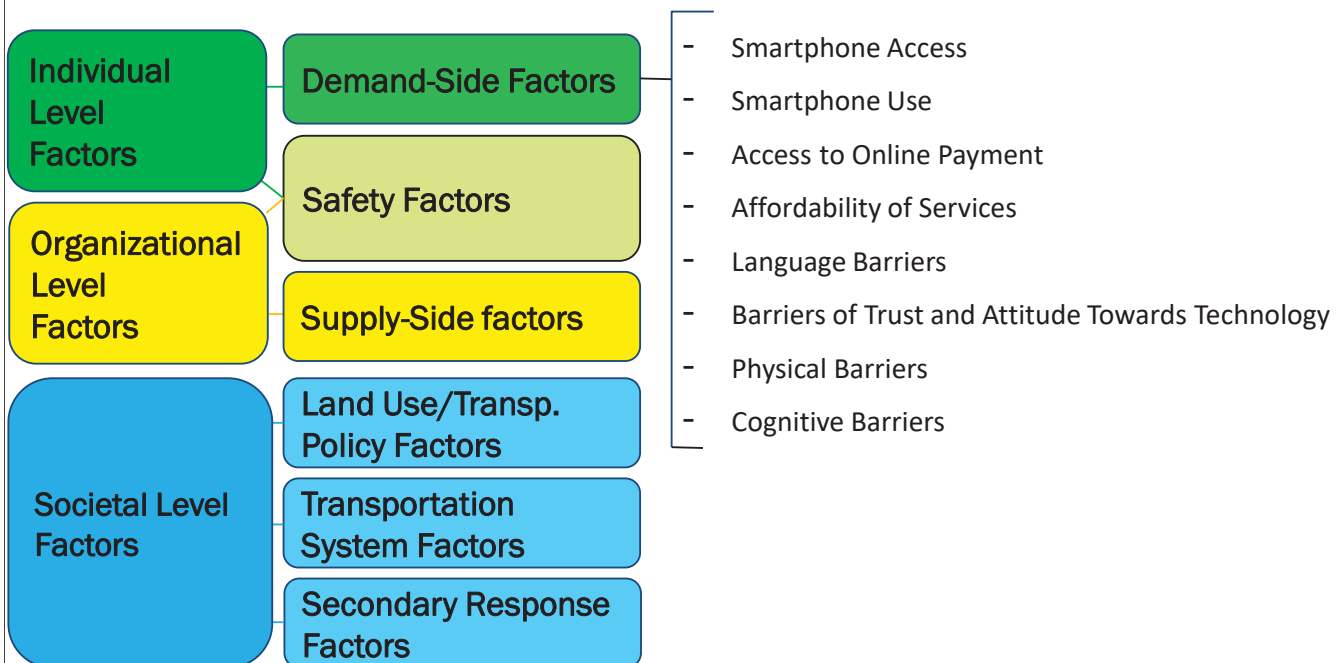 Individual
Level
Factors
Demand-Side Factors
Safety Factors
Organizational
Level
Factors
Supply-Side factors
Societal Level
Factors
Land Use/Transp.
Policy Factors
Transportation
System Factors
Secondary Response
Factors
- Smartphone Access
- Smartphone Use
- Access to Online Payment
- Affordability of Services
- Language Barriers
- Barriers of Trust and Attitude Towards Technology
- Physical Barriers
- Cognitive Barriers